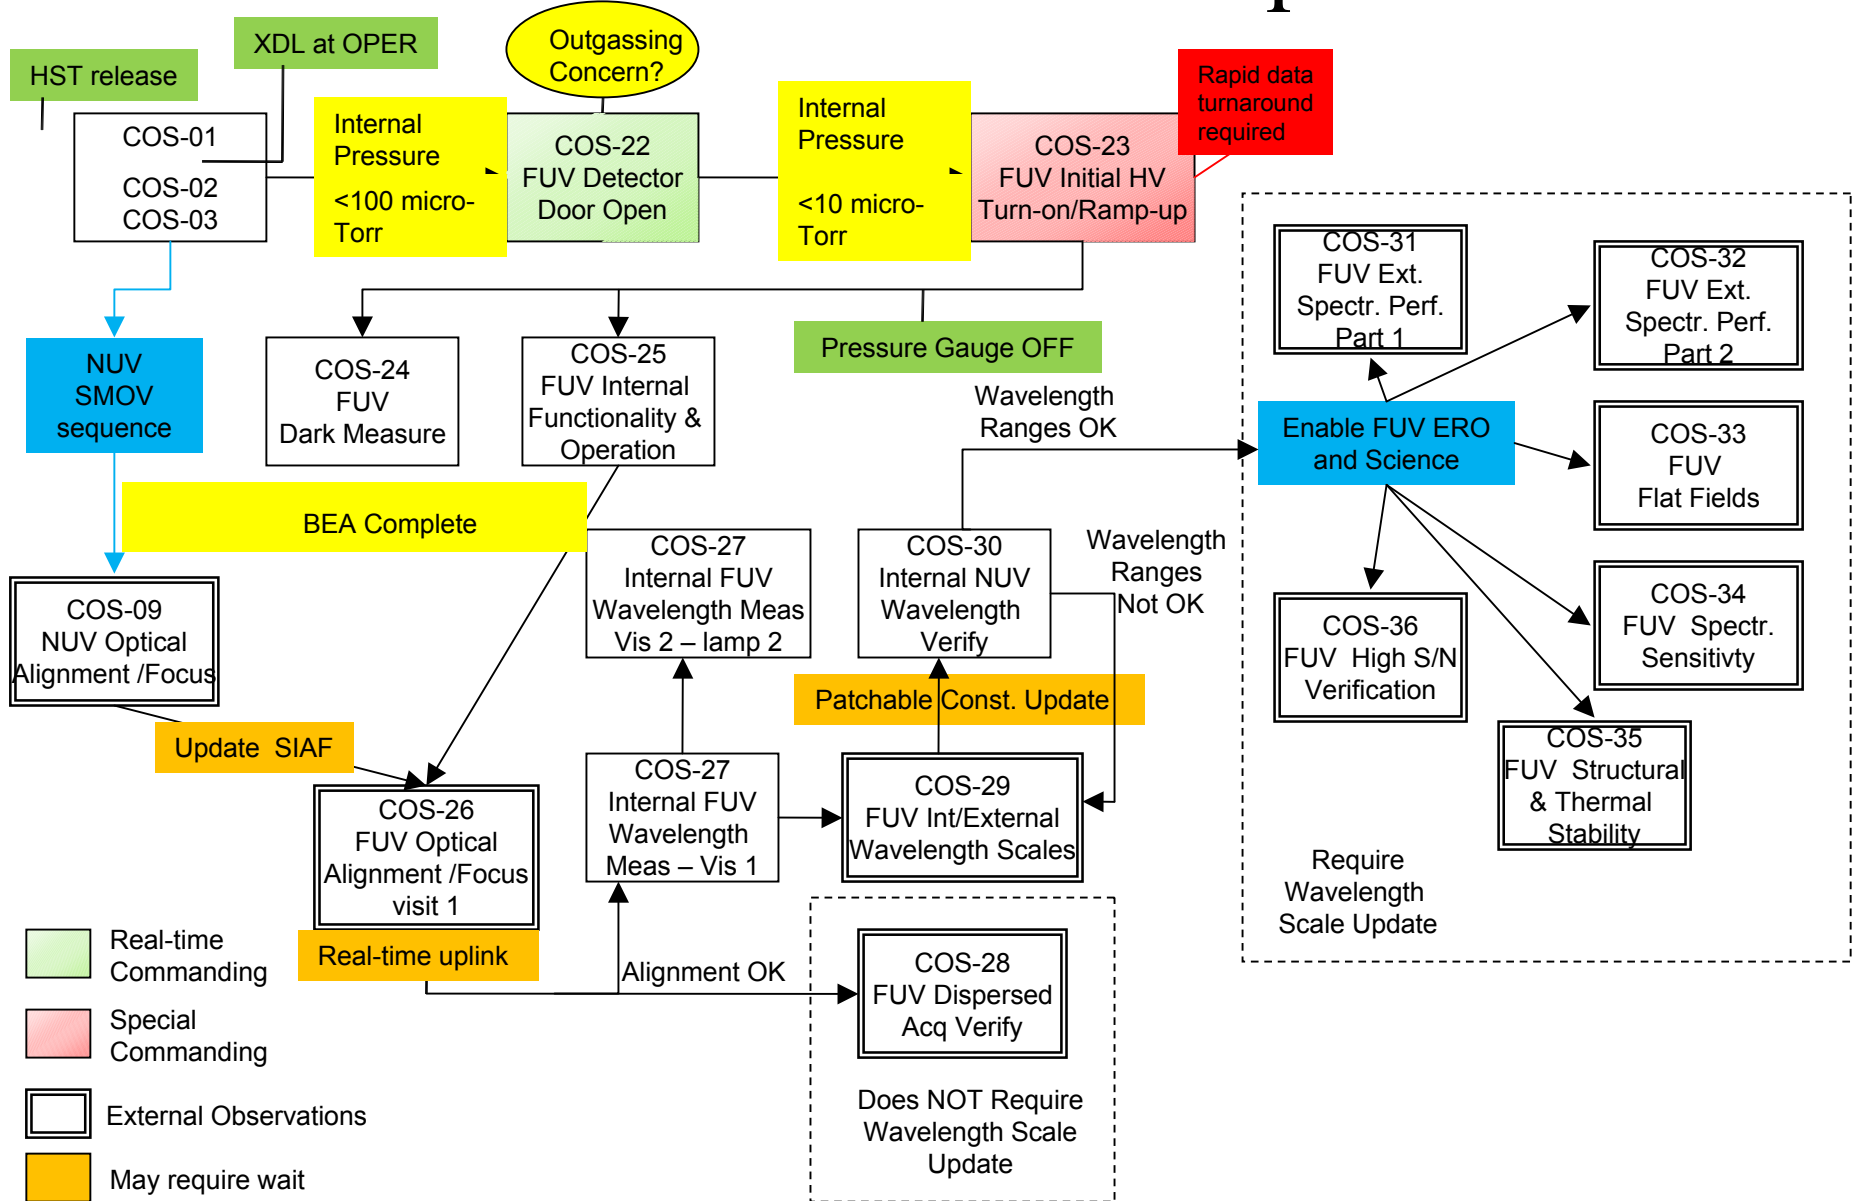 XDL at OPER
HST release
Outgassing
Concern?
Rapid data
turnaround
required
COS-01
COS-02
COS-03
Internal
Pressure
<100 micro-
Torr
COS-22
FUV Detector
Door Open
Internal
Pressure
<10 micro-
Torr
COS-23
FUV Initial HV
Turn-on/Ramp-up
NUV
SMOV
sequence
COS-24
FUV
Dark Measure
COS-25
FUV Internal
Functionality &
Operation
Pressure Gauge OFF
Wavelength
Ranges OK
COS-31
FUV Ext.
Spectr. Perf.
Part 1
COS-32
FUV Ext.
Spectr. Perf.
Part 2
Enable FUV ERO
and Science
COS-33
FUV
Flat Fields
BEA Complete
COS-27
Internal FUV
Wavelength Meas
Vis 2 – lamp 2
COS-30
Internal NUV
Wavelength
Verify
Wavelength
Ranges
Not OK
COS-09
NUV Optical
Alignment /Focus
COS-36
FUV High S/N
Verification
COS-34
FUV Spectr.
Sensitivty
Update SIAF
Patchable Const. Update
COS-35
FUV Structural
& Thermal
Stability
COS-26
FUV Optical
Alignment /Focus
visit 1
COS-27
Internal FUV
Wavelength
Meas – Vis 1
COS-29
FUV Int/External
Wavelength Scales
Require
Wavelength
Scale Update
Real-time uplink
Alignment OK
COS-28
FUV Dispersed
Acq Verify
Does NOT Require
Wavelength Scale
Update
Real-time
Commanding
Special
Commanding
External Observations
May require wait